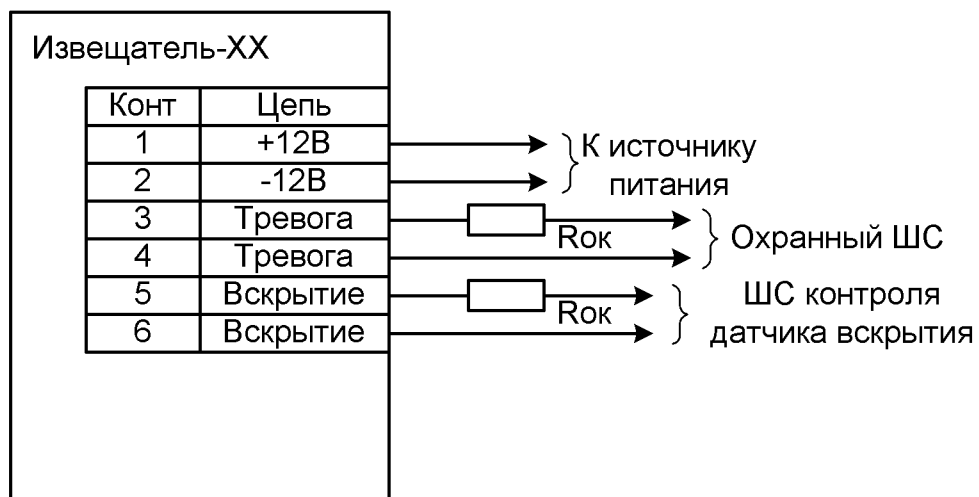 Извещатель-XX
Конт Цепь
1 +12В
2 -12В
3 Тревога
4 Тревога
5 Вскрытие
6 Вскрытие
К источнику
питания
Rок
Охранный ШС
Rок
ШС контроля
датчика вскрытия